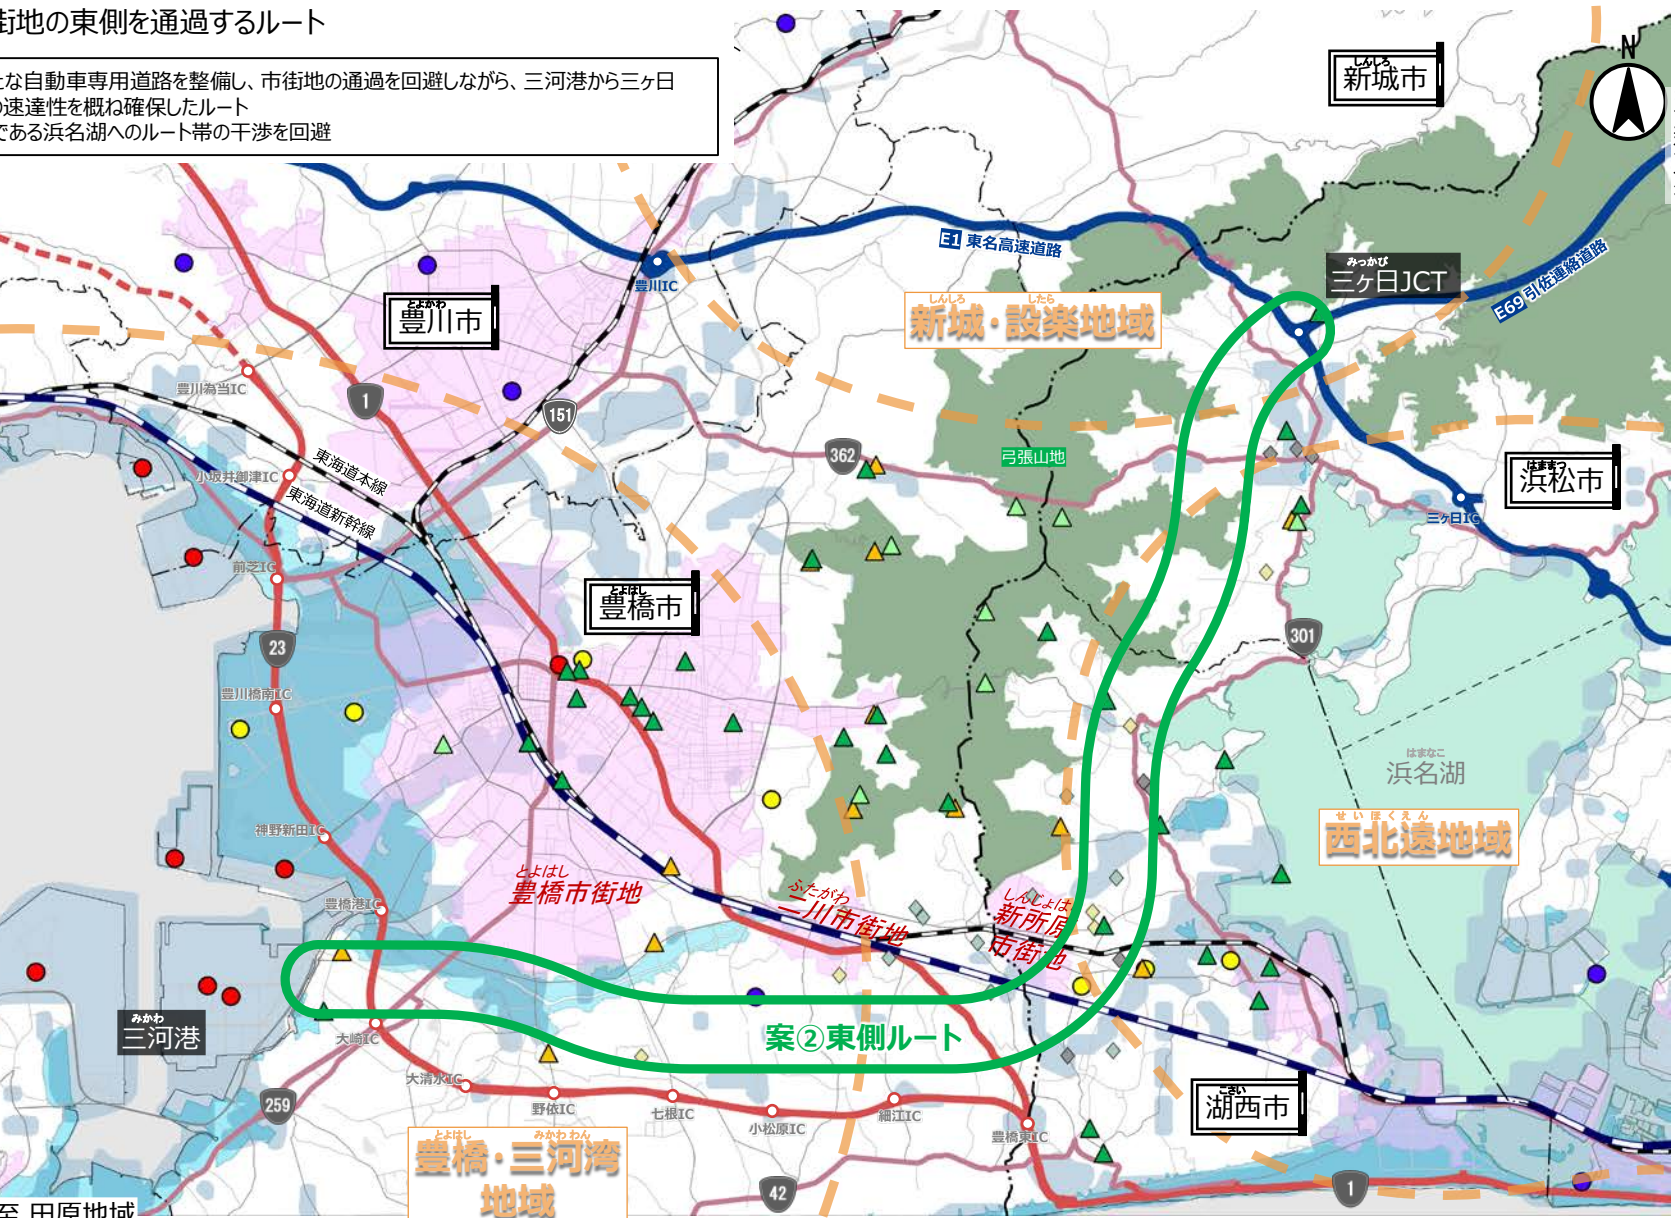 街地の東側を通過するルート
な自動車専用道路を整備し、市街地の通過を回避しながら、三河港から三ヶ日
の速達性を概ね確保したルート
である浜名湖へのルート帯の干渉を回避
N
しんしろ
新城市
E1 東名高速道路
みっかび
三ヶ日JCT
E69 引佐連絡道路
豊川IC
とよかわ
豊川市
しんしろ したら
新城・設楽地域
豊川為当IC
1
151
362
弓張山地
はままつ
浜松市
三ヶ日IC
東海道本線
小坂井御津IC
東海道新幹線
前芝IC
とよはし
豊橋市
23
301
豊川橋南IC
はまなこ
浜名湖
せいほくえん
西北遠地域
神野新田IC
とよはし
豊橋市街地
ふたがわ
二川市街地
しんじょはら
新所原
市街地
豊橋港IC
みかわ
三河港
大崎IC
案②東側ルート
大清水IC
野依IC
七根IC
小松原IC
細江IC
豊橋東IC
こさい
湖西市
259
とよはし みかわわん
豊橋・三河湾
地域
42
1
至 田原地域